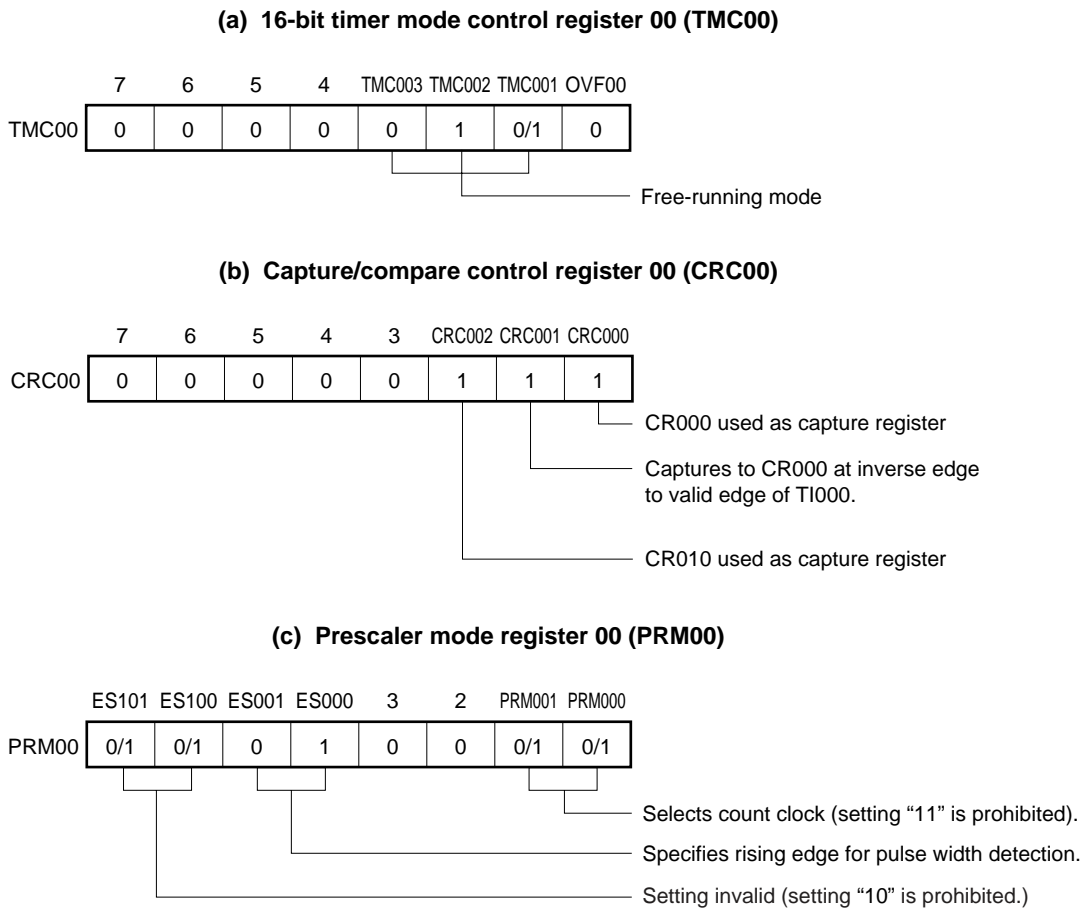 (a) 16-bit timer mode control register 00 (TMC00)
7 6 5 4 TMC003 TMC002 TMC001 OVF00
TMC00 0 0 0 0 0 1 0/1 0
Free-running mode
(b) Capture/compare control register 00 (CRC00)
7 6 5 4 3 CRC002 CRC001 CRC000
CRC00 0 0 0 0 0 1 1 1
CR000 used as capture register
Captures to CR000 at inverse edge
to valid edge of TI000.
CR010 used as capture register
(c) Prescaler mode register 00 (PRM00)
ES101 ES100 ES001 ES000 3 2 PRM001 PRM000
PRM00 0/1 0/1 0 1 0 0 0/1 0/1
Selects count clock (setting “11” is prohibited).
Specifies rising edge for pulse width detection.
Setting invalid (setting “10” is prohibited.)